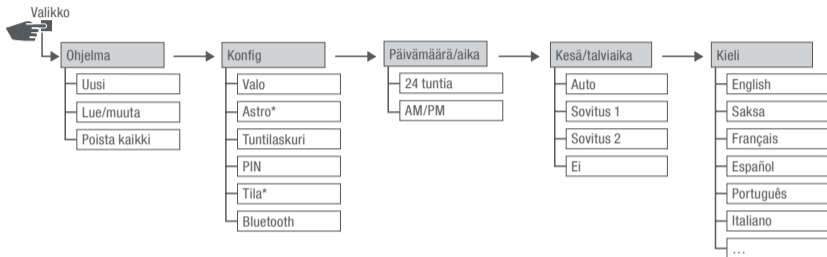 Valikko
Ohjelma
Uusi
Lue/muuta
Poista kaikki
Konfig
Valo
Astro*
Tuntilaskuri
PIN
Tila*
Bluetooth
Päivämäärä/aika
24 tuntia
AM/PM
Kesä/talviaika
Auto
Sovitus 1
Sovitus 2
Ei
Kieli
English
Saksa
Français
Español
Português
Italiano
…